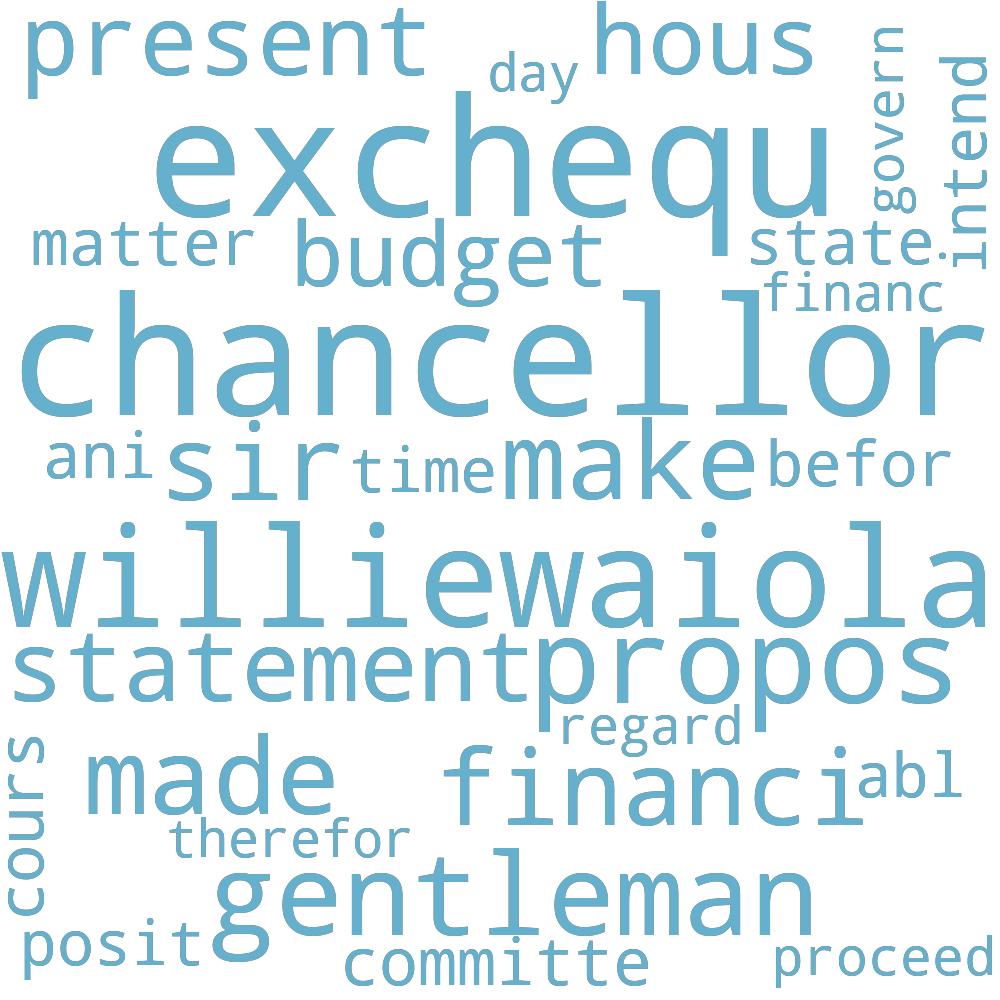 present
hous
day
govern
intend
exchequ
matter
budget
state
financ
chancellor
ani
sir
time
make
befor
williewaiola
statement
propos
regard
cours
made
financi
abl
therefor
gentleman
posit
committe
proceed